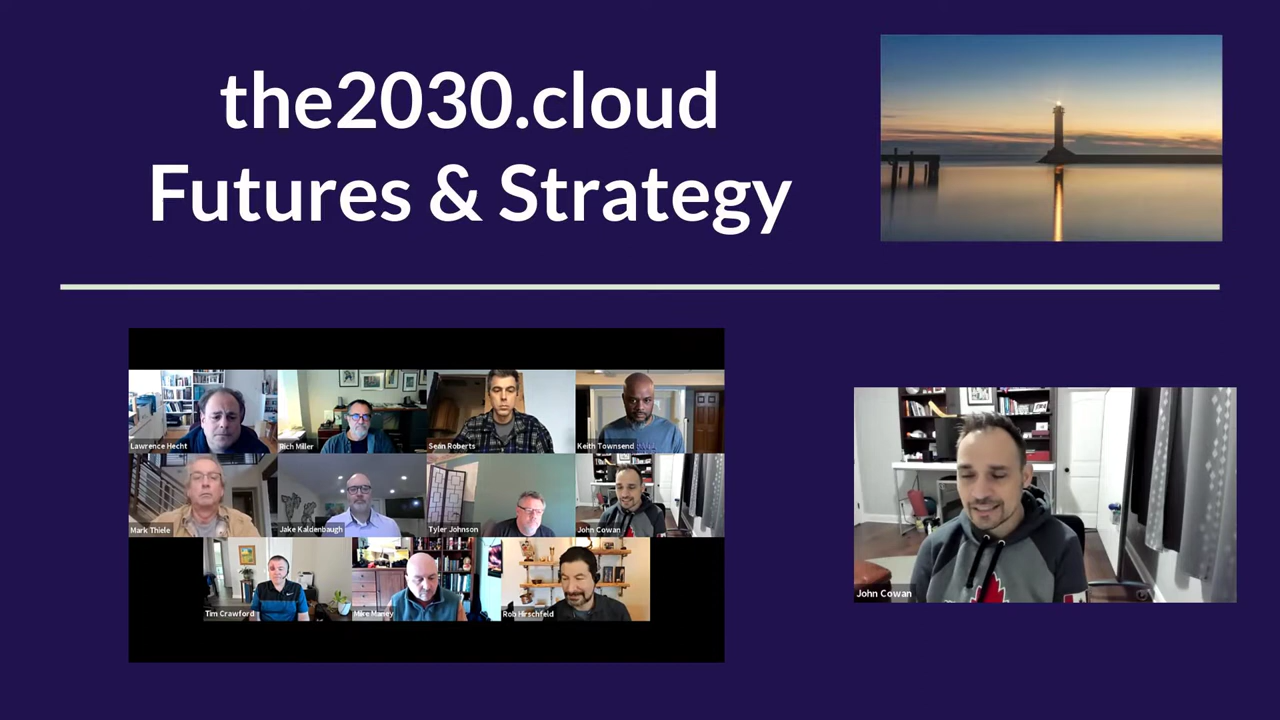 the2030.cloud
Futures & Strategy
Lawrence Hecht
Rich Miller
Seán Roberts
Keith Townsend
Mark Thiele
Jake Kaldenbaugh
Tyler Johnson
John Cowan
Tim Crawford
Mike Maney
Rob Hirschfeld
John Cowan